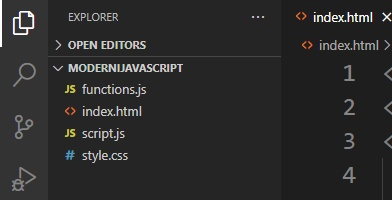 EXPLORER
OPEN EDITORS
MODERNIJAVASCRIPT
JS functions.js
<> index.html
JS script.js
# style.css
<> index.html
<> index.html
1
2
3
4